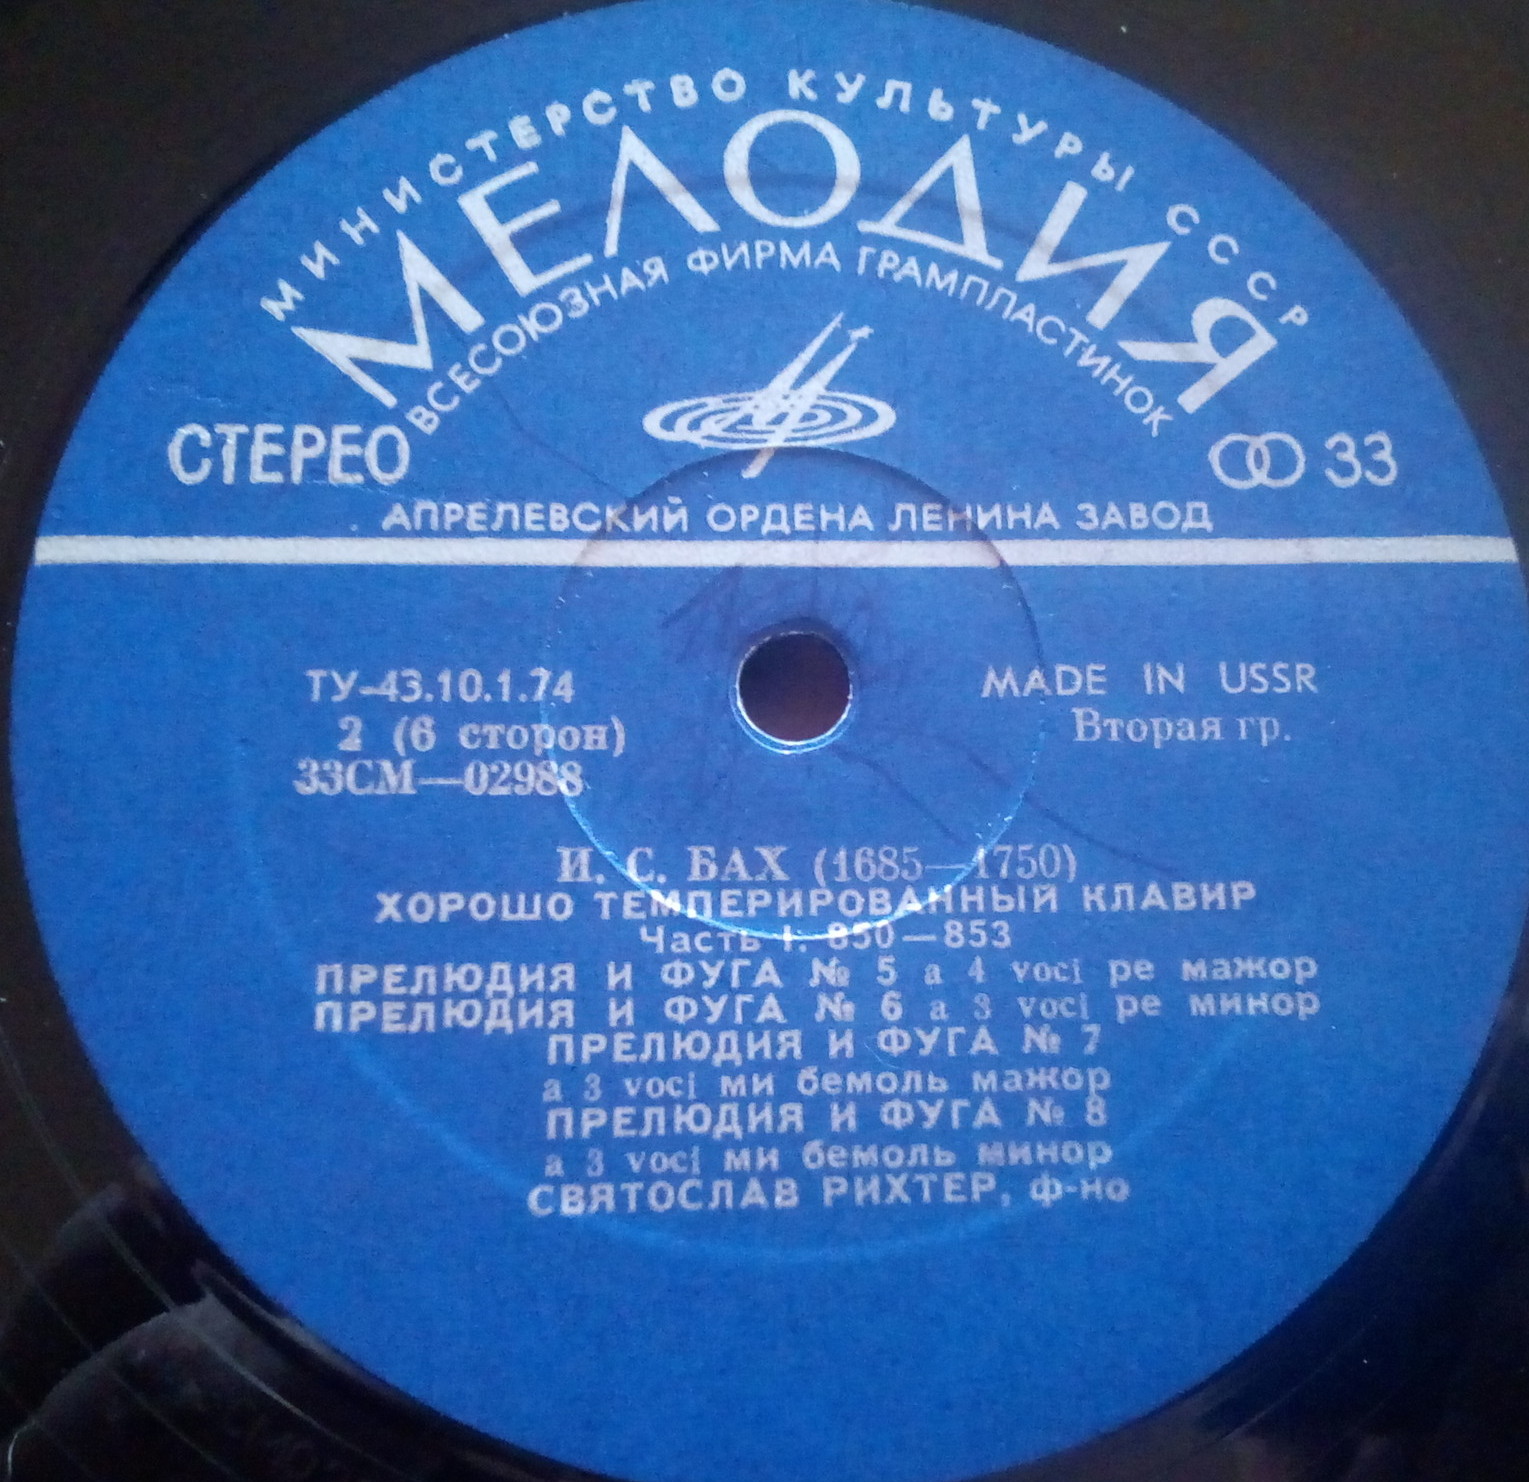 МИНИСТЕРСТВО КУЛЬТУРЫ СССР
МЕЛОДИЯ
ВСЕСОЮЗНАЯ ФИРМА ГРАМПЛАСТИНОК
СТЕРЕО
33
АПРЕЛЕВСКИЙ ОРДЕНА ЛЕНИНА ЗАВОД
ТУ-43.10.1.74
MADE IN USSR
2 (6 сторон)
Вторая гр.
33СМ—02988
И. С. БАХ (1685—1750)
ХОРОШО ТЕМПЕРИРОВАННЫЙ КЛАВИР
Часть I. 850—853
ПРЕЛЮДИЯ И ФУГА № 5 a 4 voci ре мажор
ПРЕЛЮДИЯ И ФУГА № 6 a 3 voci ре минор
ПРЕЛЮДИЯ И ФУГА № 7
a 3 voci ми бемоль мажор
ПРЕЛЮДИЯ И ФУГА № 8
a 3 voci ми бемоль минор
СВЯТОСЛАВ РИХТЕР, ф-но